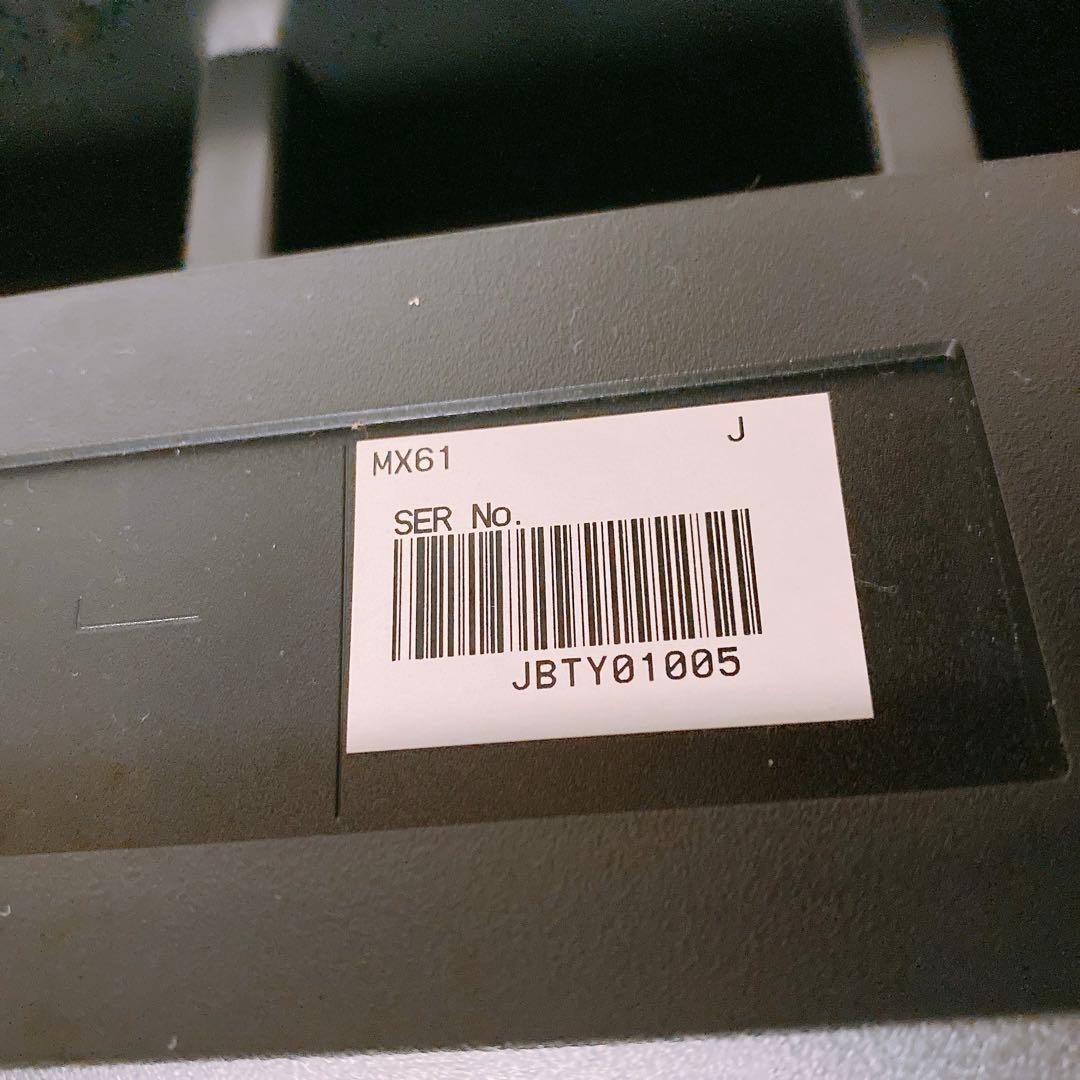 MX61 J
SER No.
JBTY01005